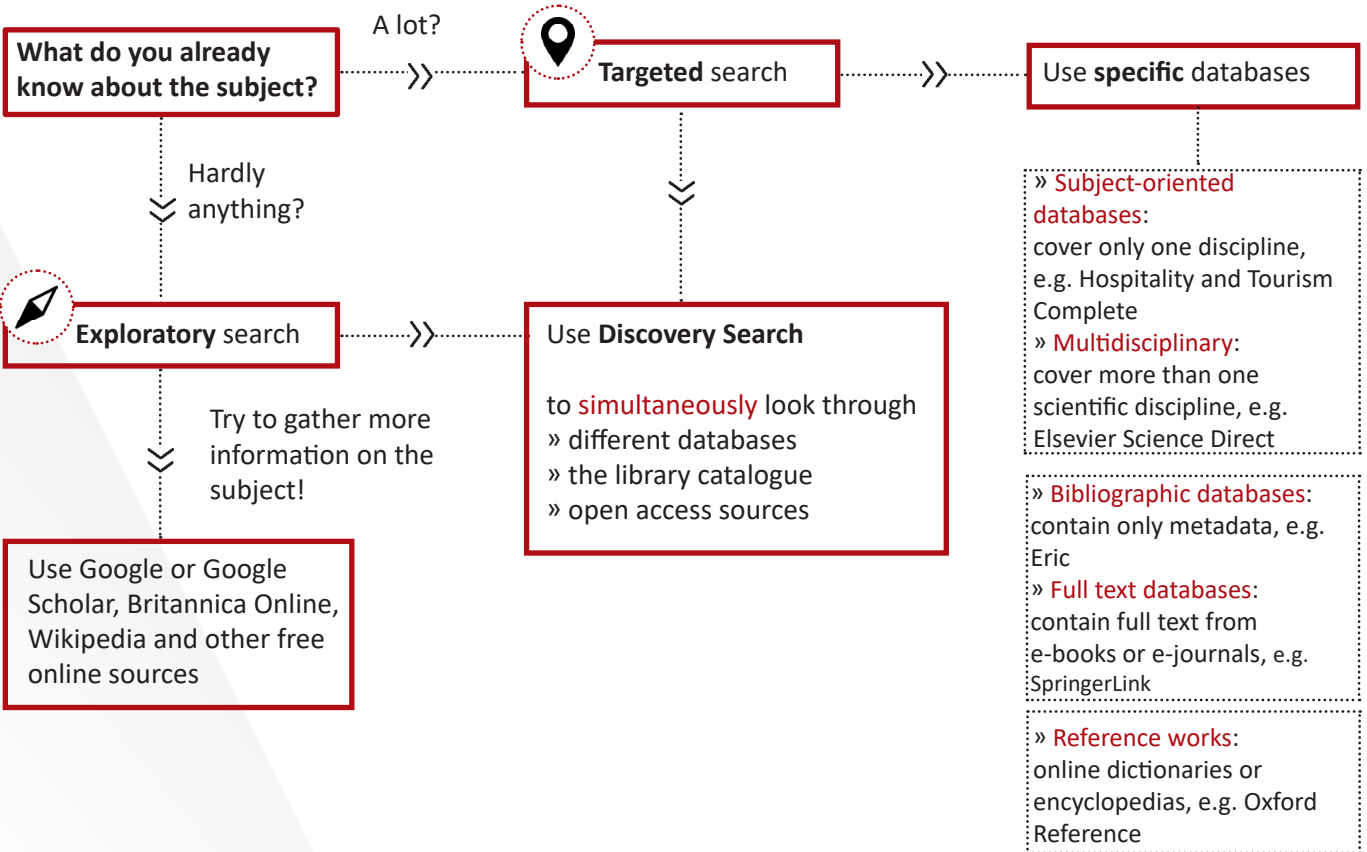 What do you already
know about the subject?
A lot?
Targeted search
Use specific databases
Hardly
anything?
Exploratory search
Try to gather more
information on the
subject!
Use Google or Google
Scholar, Britannica Online,
Wikipedia and other free
online sources
Use Discovery Search
to simultaneously look through
» different databases
» the library catalogue
» open access sources
» Subject-oriented
databases:
cover only one discipline,
e.g. Hospitality and Tourism
Complete
» Multidisciplinary:
cover more than one
scientific discipline, e.g.
Elsevier Science Direct
» Bibliographic databases:
contain only metadata, e.g.
Eric
» Full text databases:
contain full text from
e-books or e-journals, e.g.
SpringerLink
» Reference works:
online dictionaries or
encyclopedias, e.g. Oxford
Reference